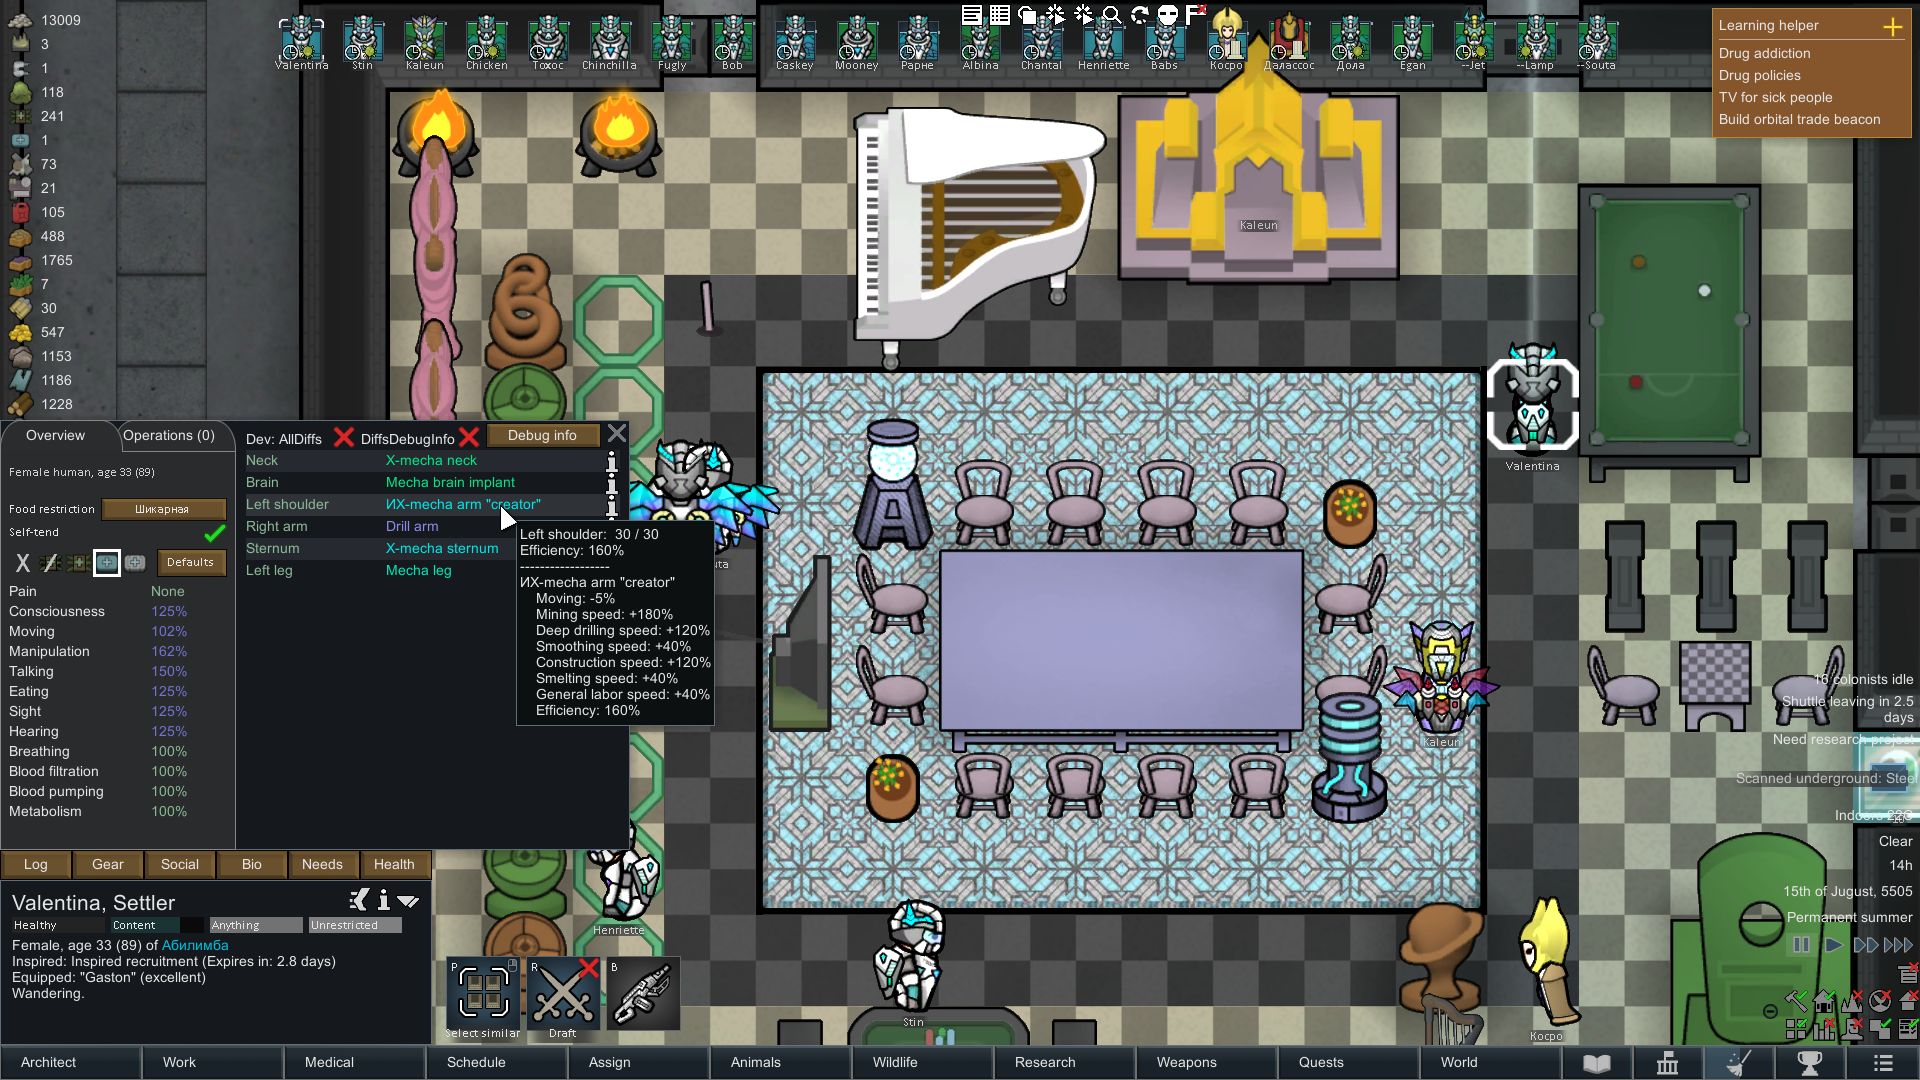 13009
3
1
118
241
1
73
21
105
488
1765
7
30
547
1153
1186
1228
Valentina
Stin
Kaleun
Chicken
Toxoc
Chinchilla
Fugly
Bob
Caskey
Mooney
Рарне
Albina
Chantal
Henriette
Babs
Коcpo
Далассос
Дола
Egan
--Jet
--Lamp
--Souta
Learning helper
Drug addiction
Drug policies
TV for sick people
Build orbital trade beacon
Kaleun
Valentina
Overview
Operations (0)
Female human, age 33 (89)
Food restriction
Шикарная
Self-tend
Defaults
Pain None
Consciousness 125%
Moving 102%
Manipulation 162%
Talking 150%
Eating 125%
Sight 125%
Hearing 125%
Breathing 100%
Blood filtration 100%
Blood pumping 100%
Metabolism 100%
Dev: AllDiffs
DiffsDebugInfo
Debug info
Neck X-mecha neck
Brain Mecha brain implant
Left shoulder ИX-mecha arm "creator"
Right arm Drill arm
Sternum X-mecha sternum
Left leg Mecha leg
Left shoulder: 30 / 30
Efficiency: 160%
------------------
ИX-mecha arm "creator"
Moving: -5%
Mining speed: +180%
Deep drilling speed: +120%
Smoothing speed: +40%
Construction speed: +120%
Smelting speed: +40%
General labor speed: +40%
Efficiency: 160%
uta
Kaleun
16 colonists idle
Shuttle leaving in 2.5
days
Need research project
Scanned underground: Steel
Indoors 22C
Clear
14h
15th of Jugust, 5505
Permanent summer
Log
Gear
Social
Bio
Needs
Health
Valentina, Settler
Healthy
Content
Anything
Unrestricted
Female, age 33 (89) of Абилимба
Inspired: Inspired recruitment (Expires in: 2.8 days)
Equipped: "Gaston" (excellent)
Wandering.
Henriette
P
Select similar
R
Draft
B
Stin
Коcpo
Architect
Work
Medical
Schedule
Assign
Animals
Wildlife
Research
Weapons
Quests
World